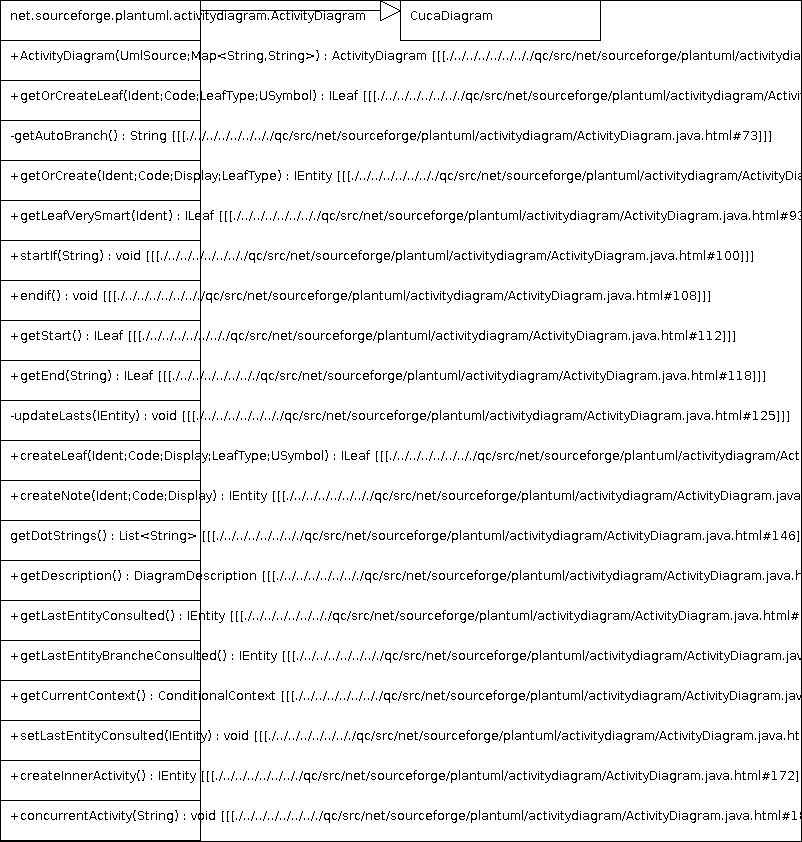 net.sourceforge.plantuml.activitydiagram.ActivityDiagram CucaDiagram
+ActivityDiagram(UmlSource;Map<String,String>) : ActivityDiagram [[[./../../../../../../../qc/src/net/sourceforge/plantuml/activitydia
+getOrCreateLeaf(Ident;Code;LeafType;USymbol) : ILeaf [[[./../../../../../../../qc/src/net/sourceforge/plantuml/activitydiagram/Activi
-getAutoBranch() : String [[[./../../../../../../../qc/src/net/sourceforge/plantuml/activitydiagram/ActivityDiagram.java.html#73]]]
+getOrCreate(Ident;Code;Display;LeafType) : IEntity [[[./../../../../../../../qc/src/net/sourceforge/plantuml/activitydiagram/ActivityDia
+getLeafVerySmart(Ident) : ILeaf [[[./../../../../../../../qc/src/net/sourceforge/plantuml/activitydiagram/ActivityDiagram.java.html#93
+startIf(String) : void [[[./../../../../../../../qc/src/net/sourceforge/plantuml/activitydiagram/ActivityDiagram.java.html#100]]]
+endif() : void [[[./../../../../../../../qc/src/net/sourceforge/plantuml/activitydiagram/ActivityDiagram.java.html#108]]]
+getStart() : ILeaf [[[./../../../../../../../qc/src/net/sourceforge/plantuml/activitydiagram/ActivityDiagram.java.html#112]]]
+getEnd(String) : ILeaf [[[./../../../../../../../qc/src/net/sourceforge/plantuml/activitydiagram/ActivityDiagram.java.html#118]]]
-updateLasts(IEntity) : void [[[./../../../../../../../qc/src/net/sourceforge/plantuml/activitydiagram/ActivityDiagram.java.html#125]]]
+createLeaf(Ident;Code;Display;LeafType;USymbol) : ILeaf [[[./../../../../../../../qc/src/net/sourceforge/plantuml/activitydiagram/Act
+createNote(Ident;Code;Display) : IEntity [[[./../../../../../../../qc/src/net/sourceforge/plantuml/activitydiagram/ActivityDiagram.java
getDotStrings() : List<String> [[[./../../../../../../../qc/src/net/sourceforge/plantuml/activitydiagram/ActivityDiagram.java.html#146]
+getDescription() : DiagramDescription [[[./../../../../../../../qc/src/net/sourceforge/plantuml/activitydiagram/ActivityDiagram.java.h
+getLastEntityConsulted() : IEntity [[[./../../../../../../../qc/src/net/sourceforge/plantuml/activitydiagram/ActivityDiagram.java.html#
+getLastEntityBrancheConsulted() : IEntity [[[./../../../../../../../qc/src/net/sourceforge/plantuml/activitydiagram/ActivityDiagram.jav
+getCurrentContext() : ConditionalContext [[[./../../../../../../../qc/src/net/sourceforge/plantuml/activitydiagram/ActivityDiagram.jav
+setLastEntityConsulted(IEntity) : void [[[./../../../../../../../qc/src/net/sourceforge/plantuml/activitydiagram/ActivityDiagram.java.ht
+createInnerActivity() : IEntity [[[./../../../../../../../qc/src/net/sourceforge/plantuml/activitydiagram/ActivityDiagram.java.html#172]
+concurrentActivity(String) : void [[[./../../../../../../../qc/src/net/sourceforge/plantuml/activitydiagram/ActivityDiagram.java.html#18